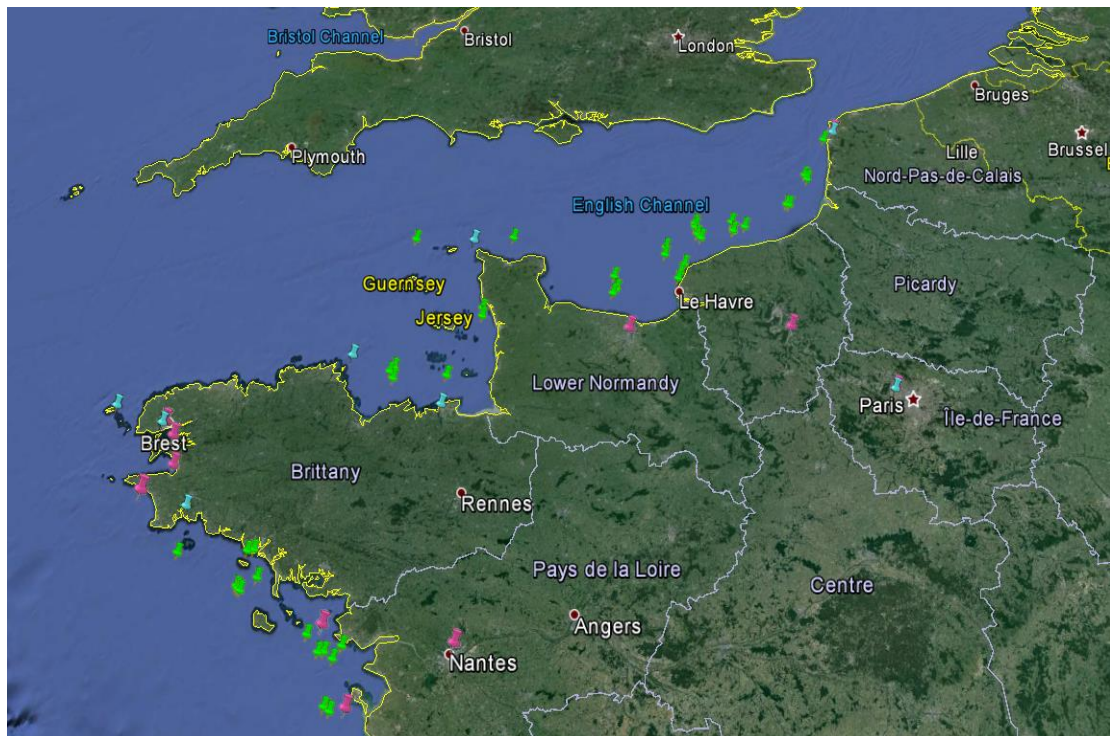 Bristol Channel
Bristol
London
Bruges
Plymouth
Lille
Brussel
Nord-Pas-de-Calais
English Channel
Guernsey
Picardy
Le Havre
Jersey
Lower Normandy
Paris
Île-de-France
Brest
Brittany
Rennes
Pays de la Loire
Centre
Angers
Nantes